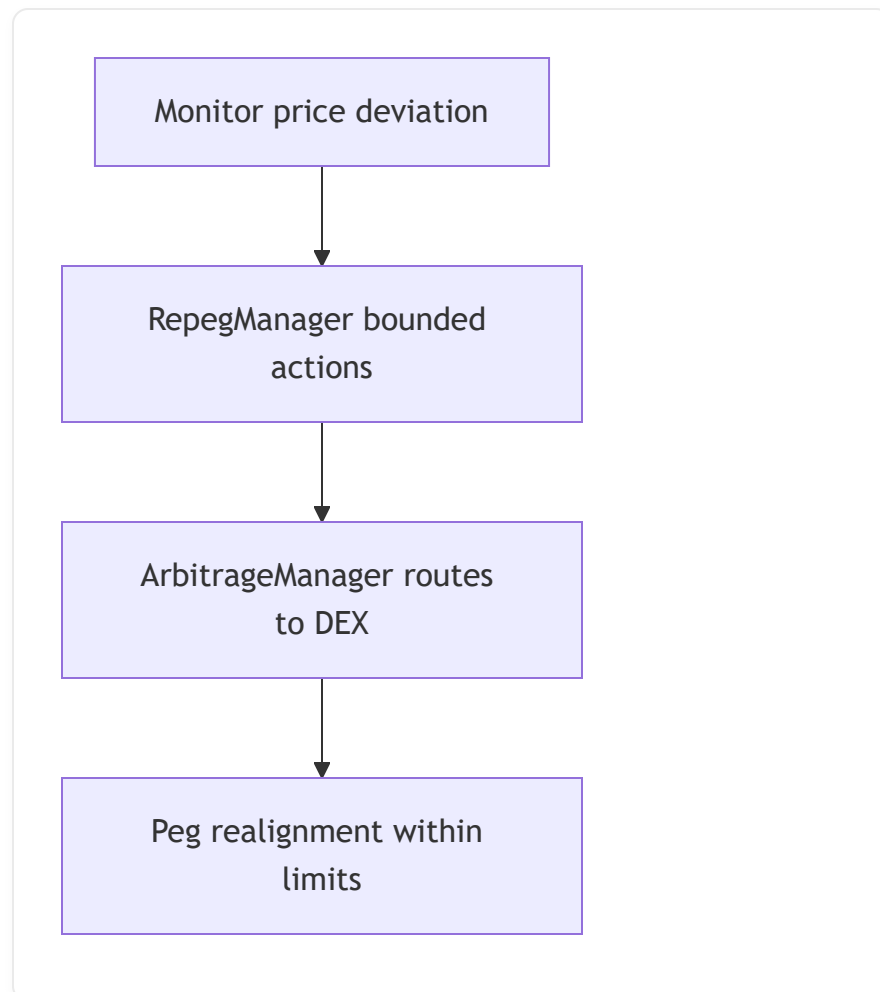 Monitor price deviation
RepegManager bounded
actions
ArbitrageManager routes
to DEX
Peg realignment within
limits